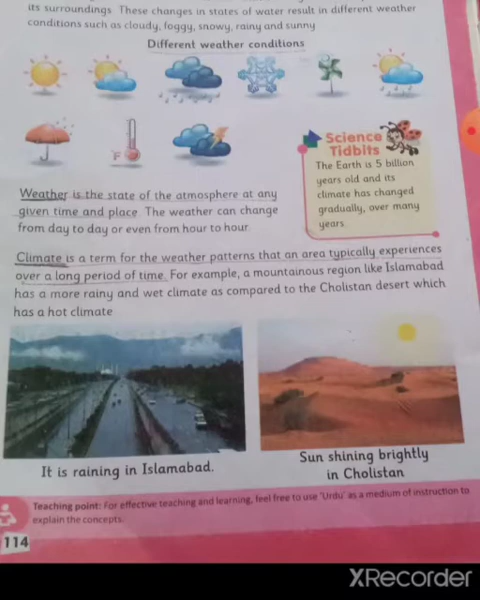 its surroundings. These changes in states of water result in different weather
conditions such as cloudy, foggy, snowy, rainy and sunny
Different weather conditions
°F
Science
Tidbits
The Earth is 5 billion
years old and its
climate has changed
gradually, over many
years.
Weather is the state of the atmosphere at any
given time and place. The weather can change
from day to day or even from hour to hour.
Climate is a term for the weather patterns that an area typically experiences
over a long period of time. For example, a mountainous region like Islamabad
has a more rainy and wet climate as compared to the Cholistan desert which
has a hot climate
It is raining in Islamabad.
Sun shining brightly
in Cholistan
Teaching point: For effective teaching and learning, feel free to use 'Urdu' as a medium of instruction to
explain the concepts.
114
XRecorder